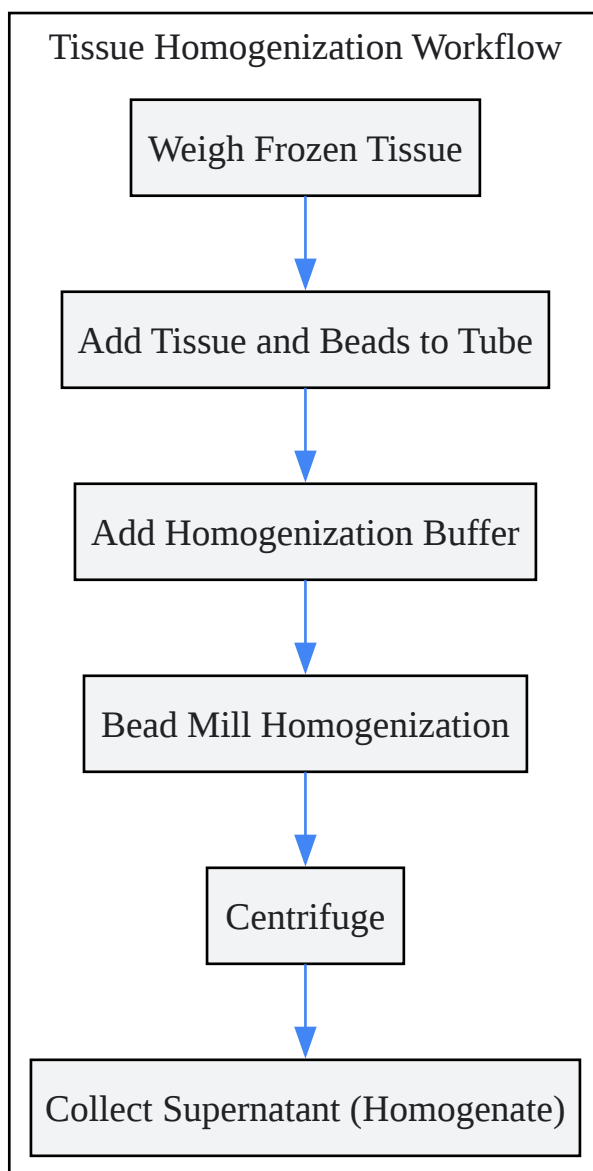 Tissue Homogenization Workflow
Weigh Frozen Tissue
Add Tissue and Beads to Tube
Add Homogenization Buffer
Bead Mill Homogenization
Centrifuge
Collect Supernatant (Homogenate)